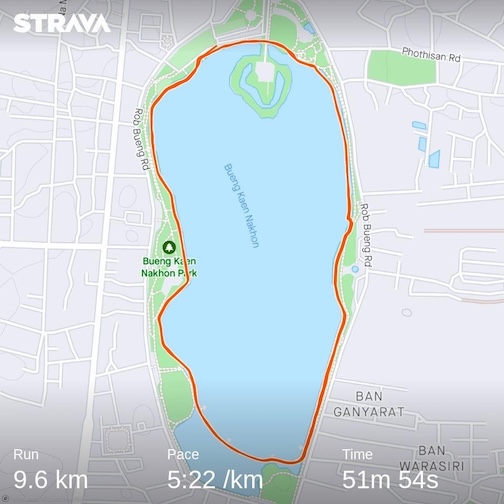 STRAVA
Phothisan Rd
Rob Bueng Rd
Bueng Kaen Nakhon
Rob Bueng Rd
Bueng Kaen
Nakhon Park
BAN
GANYARAT
BAN
WARASIRI
Run
9.6 km
Pace
5:22 /km
Time
51m 54s